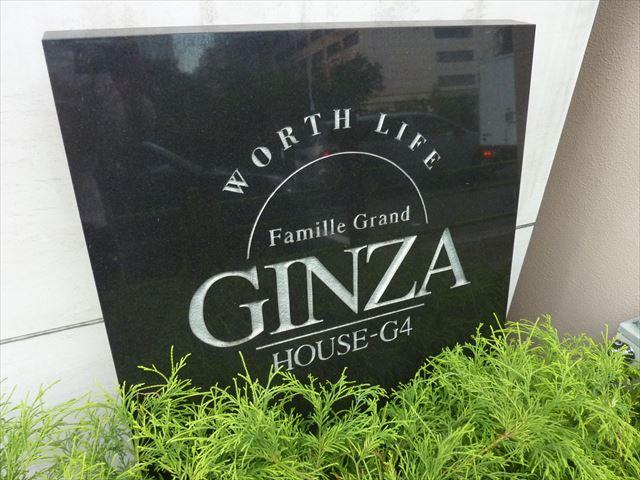 WORTH LIFE
Famille Grand
GINZA
HOUSE-G4